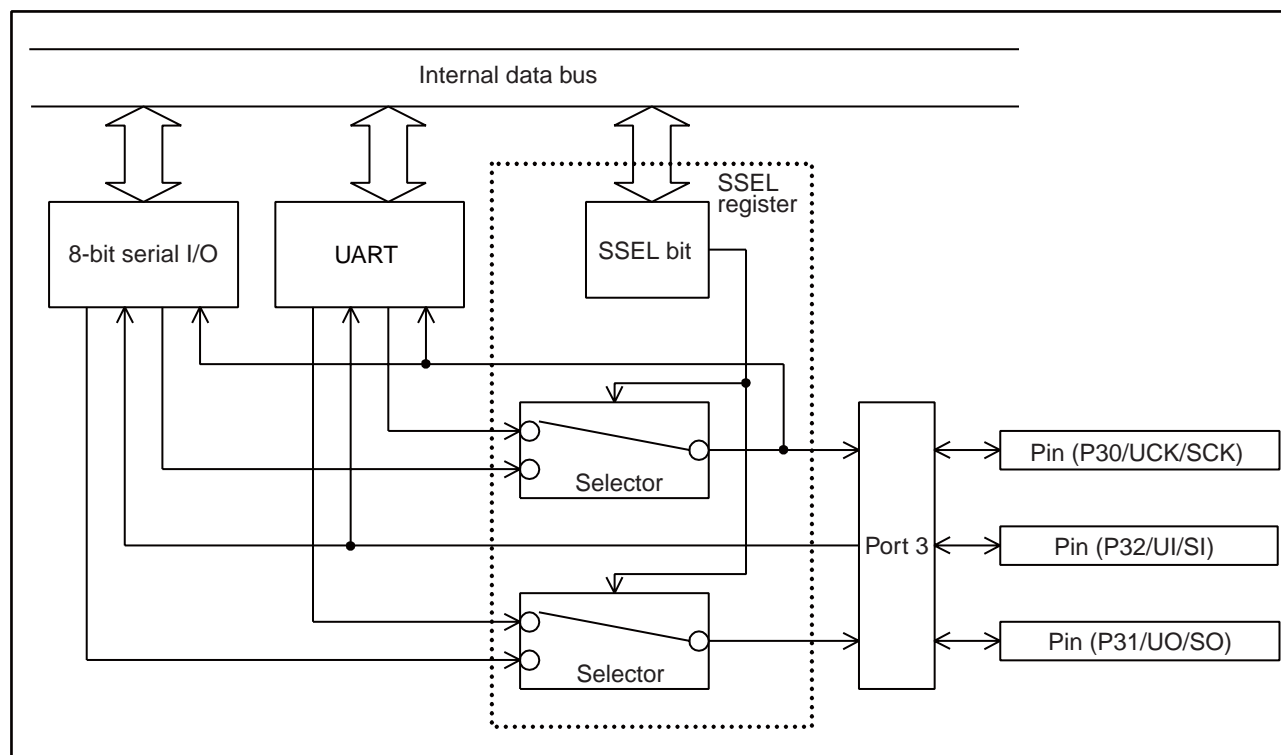 Internal data bus
SSEL
register
8-bit serial I/O
UART
SSEL bit
Selector
Pin (P30/UCK/SCK)
Port 3
Pin (P32/UI/SI)
Pin (P31/UO/SO)
Selector